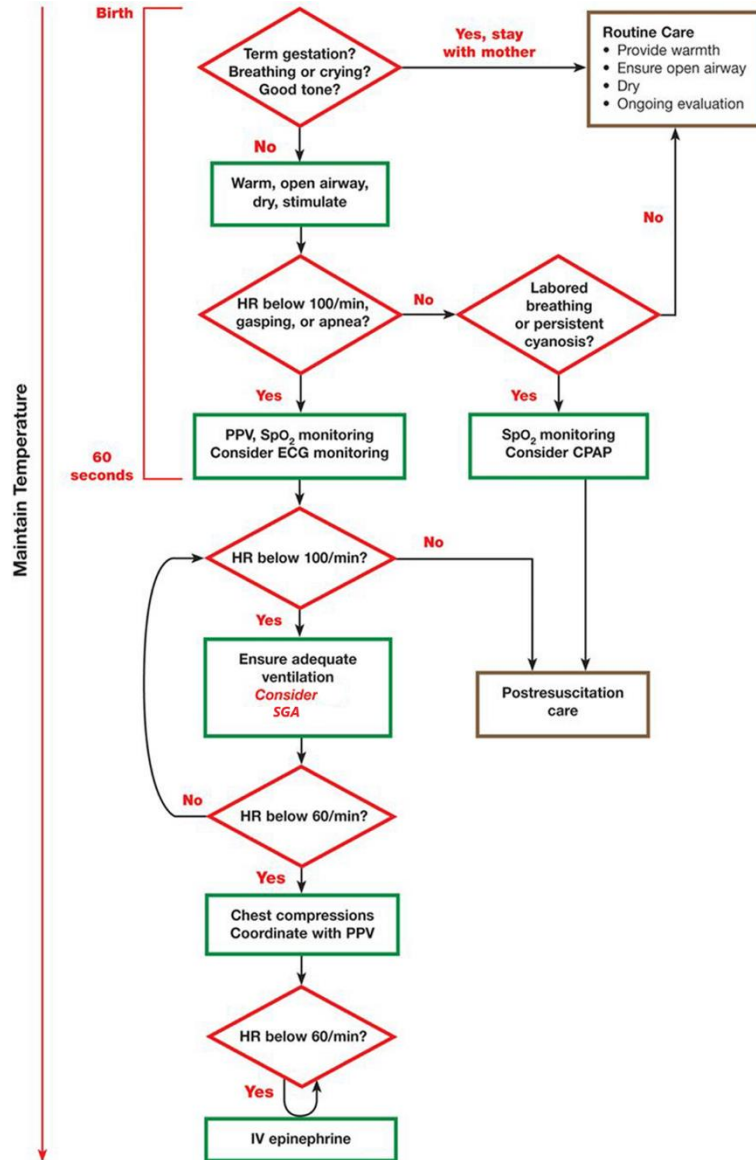 Birth
Term gestation?
Breathing or crying?
Good tone?
Yes, stay
with mother
Routine Care
• Provide warmth
• Ensure open airway
• Dry
• Ongoing evaluation
No
Warm, open airway,
dry, stimulate
No
HR below 100/min,
gasping, or apnea?
No
Labored
breathing
or persistent
cyanosis?
Yes
Yes
PPV, SpO₂ monitoring
Consider ECG monitoring
SpO₂ monitoring
Consider CPAP
60
seconds
Maintain Temperature
HR below 100/min?
No
Yes
Ensure adequate
ventilation
Consider
SGA
Postresuscitation
care
No
HR below 60/min?
Yes
Chest compressions
Coordinate with PPV
HR below 60/min?
Yes
IV epinephrine